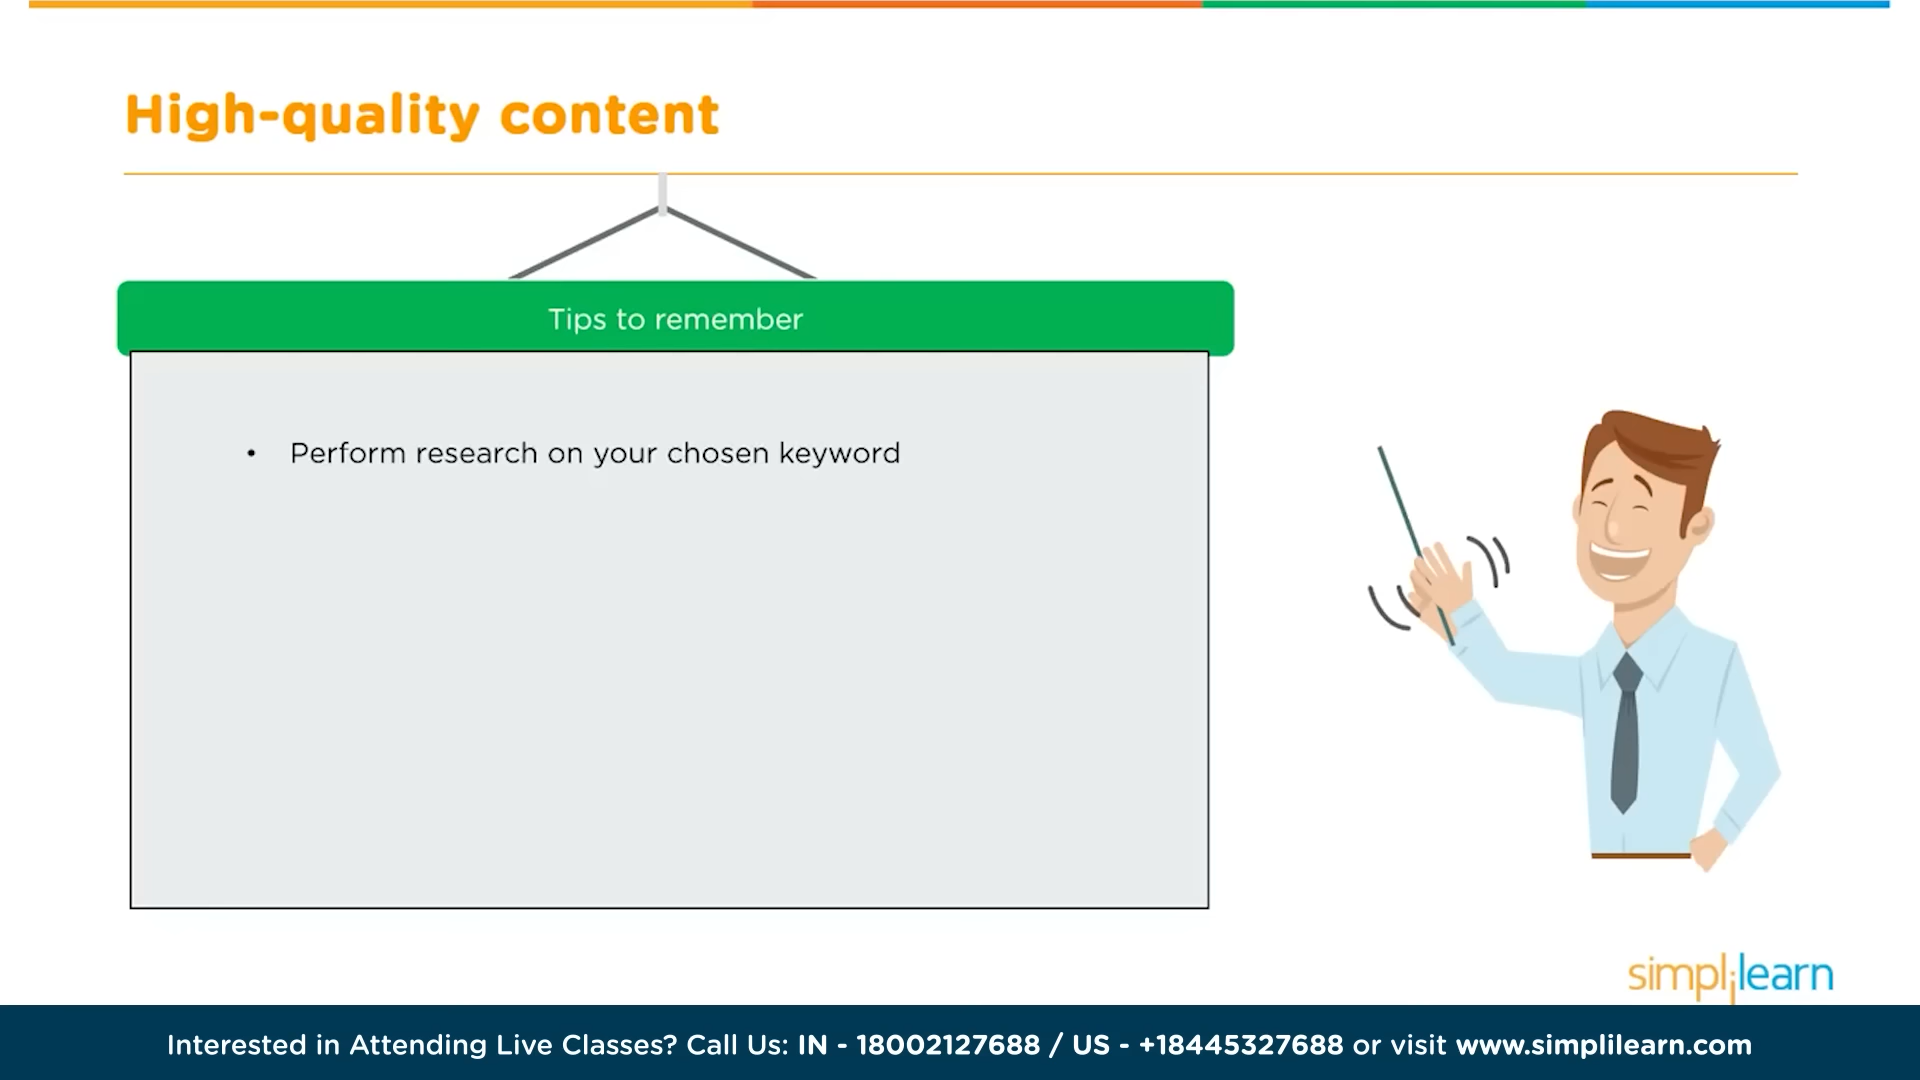 High-quality content
Tips to remember
• Perform research on your chosen keyword
simplilearn
Interested in Attending Live Classes? Call Us: IN - 18002127688 / US - +18445327688 or visit www.simplilearn.com